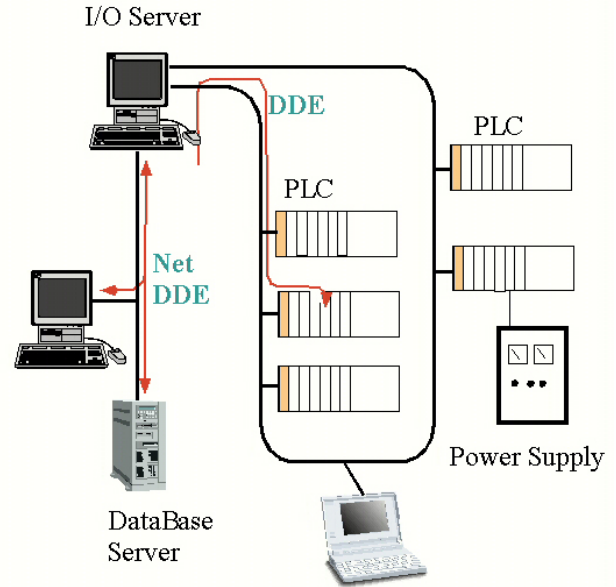 I/O Server
DDE
PLC
PLC
Net
DDE
Power Supply
DataBase
Server